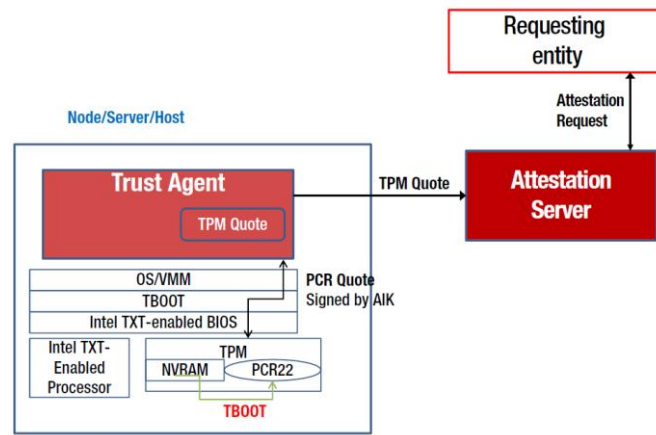 Requesting
entity
Attestation
Request
Node/Server/Host
Trust Agent
TPM Quote
TPM Quote
Attestation
Server
OS/VMM
TBOOT
Intel TXT-enabled BIOS
PCR Quote
Signed by AIK
Intel TXT-
Enabled
Processor
TPM
NVRAM
PCR22
TBOOT